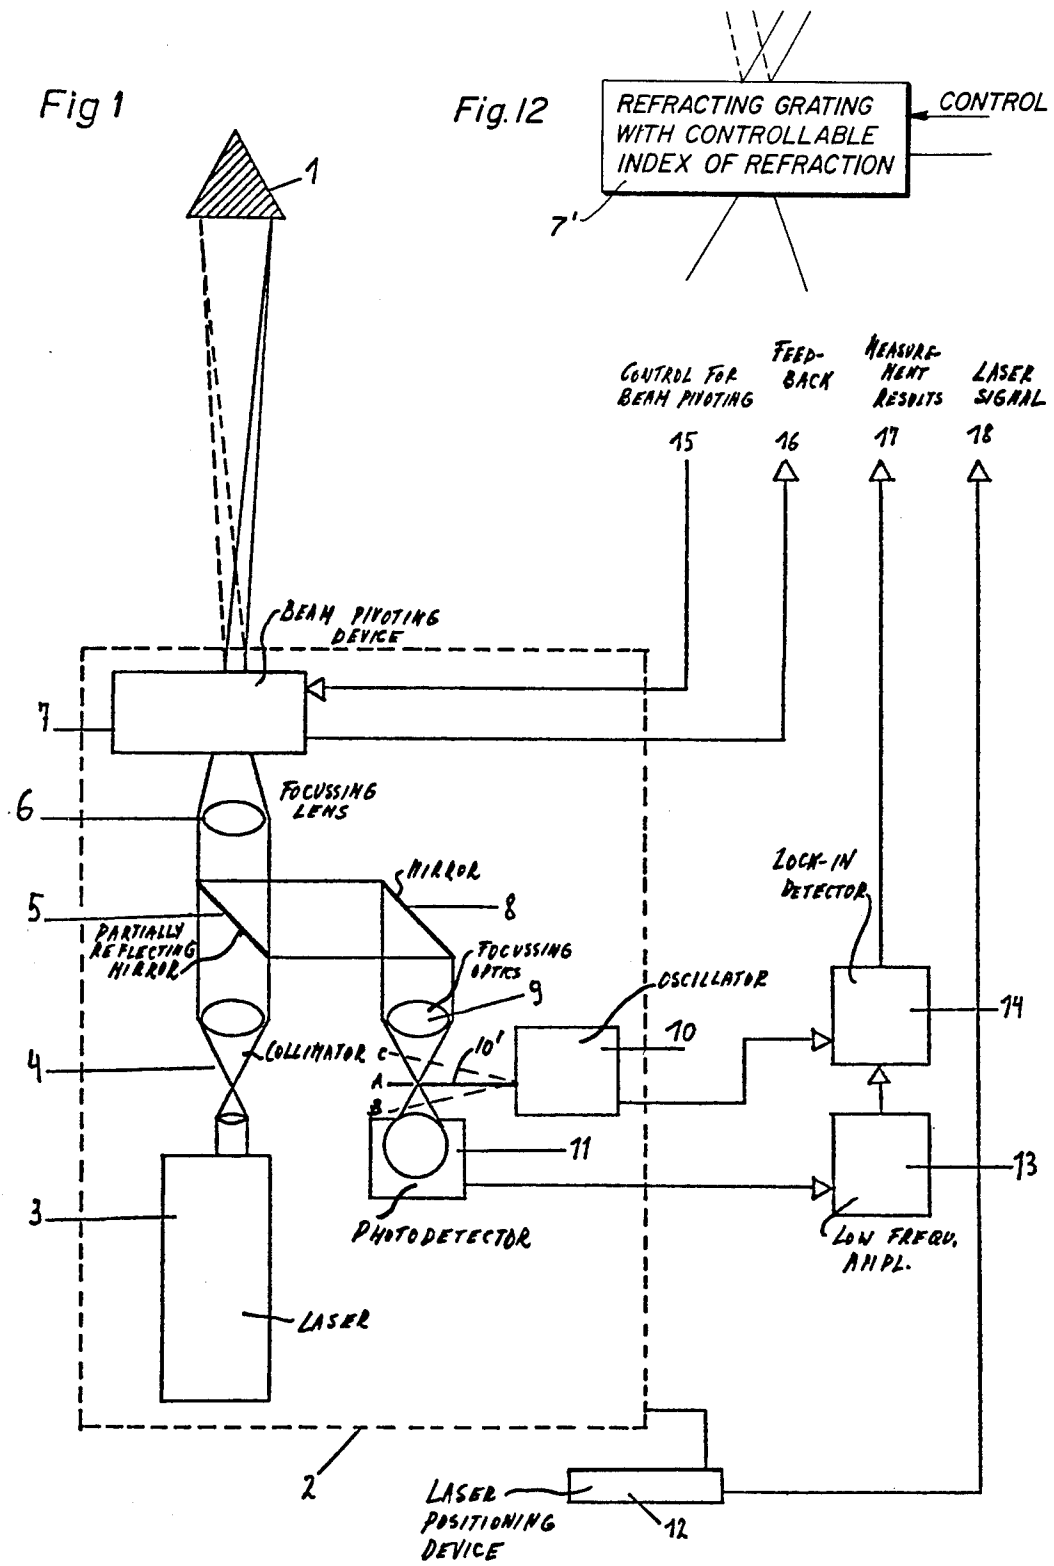 Fig 1
Fig. 12
REFRACTING GRATING
WITH CONTROLLABLE
INDEX OF REFRACTION
CONTROL
7'
1
CONTROL FOR
BEAM PIVOTING
15
FEED-
BACK
16
MEASURE-
MENT
RESULTS
17
LASER
SIGNAL
18
BEAM PIVOTING
DEVICE
7
6
FOCUSSING
LENS
5
PARTIALLY
REFLECTING
MIRROR
MIRROR
8
FOCUSSING
OPTICS
9
LOCK-IN
DETECTOR
OSCILLATOR
10
14
4
COLLIMATOR
C
A
B
10'
11
13
3
PHOTODETECTOR
LOW FREQU.
AMPL.
LASER
2
LASER
POSITIONING
DEVICE
12